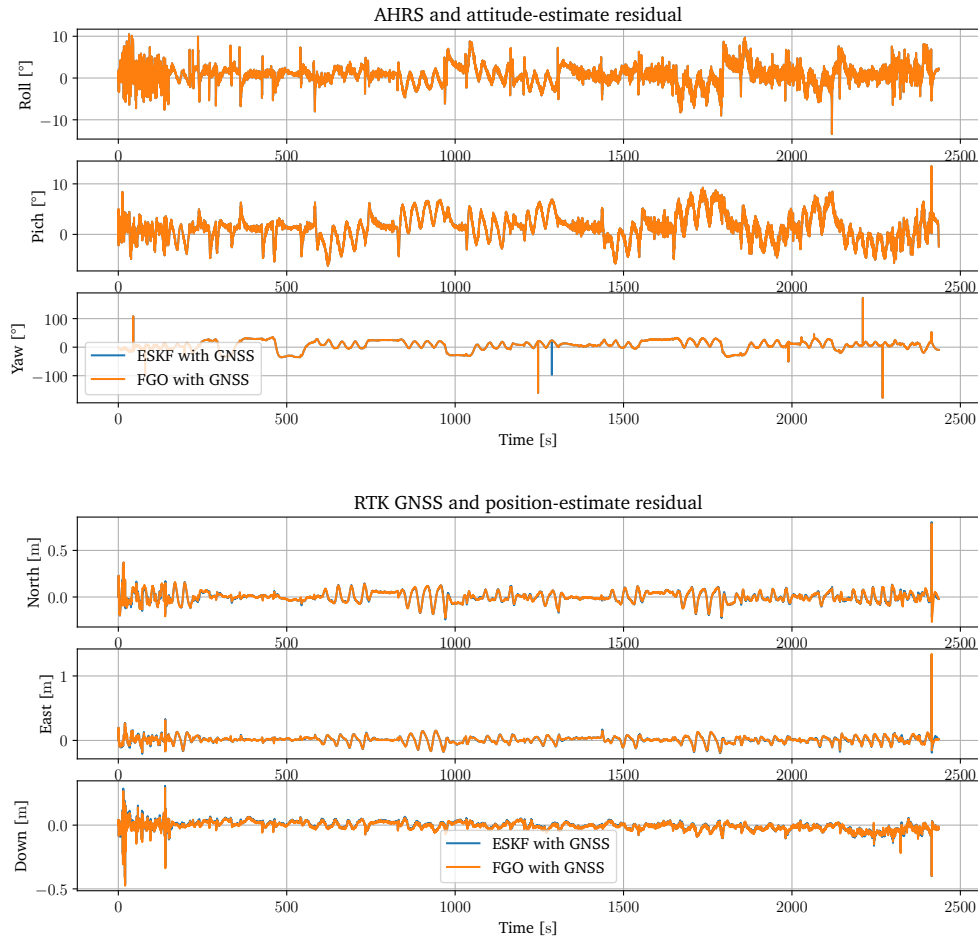 AHRS and attitude-estimate residual
10
0
−10
Roll [°]
0 500 1000 1500 2000 2500
10
0
Pich [°]
0 500 1000 1500 2000 2500
100
0
−100
Yaw [°]
ESKF with GNSS
FGO with GNSS
0 500 1000 1500 2000 2500
Time [s]
RTK GNSS and position-estimate residual
0.5
0.0
North [m]
0 500 1000 1500 2000 2500
1
0
East [m]
0 500 1000 1500 2000 2500
0.0
−0.5
Down [m]
ESKF with GNSS
FGO with GNSS
0 500 1000 1500 2000 2500
Time [s]